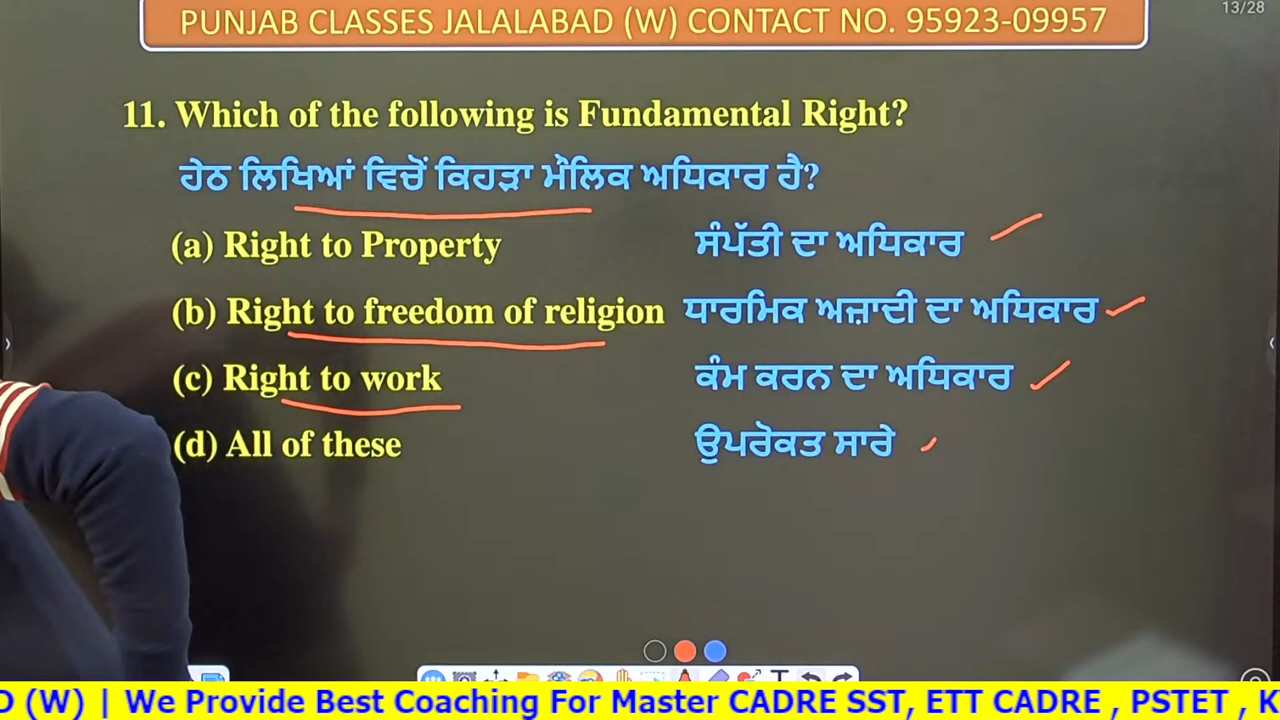 13/28
PUNJAB CLASSES JALALABAD (W) CONTACT NO. 95923-09957
11. Which of the following is Fundamental Right?
ਹੇਠ ਲਿਖਿਆਂ ਵਿਚੋਂ ਕਿਹੜਾ ਮੌਲਿਕ ਅਧਿਕਾਰ ਹੈ?
(a) Right to Property ਸੰਪੱਤੀ ਦਾ ਅਧਿਕਾਰ
(b) Right to freedom of religion ਧਾਰਮਿਕ ਅਜ਼ਾਦੀ ਦਾ ਅਧਿਕਾਰ
(c) Right to work ਕੰਮ ਕਰਨ ਦਾ ਅਧਿਕਾਰ
(d) All of these ਉਪਰੋਕਤ ਸਾਰੇ
D (W) | We Provide Best Coaching For Master CADRE SST, ETT CADRE , PSTET , K